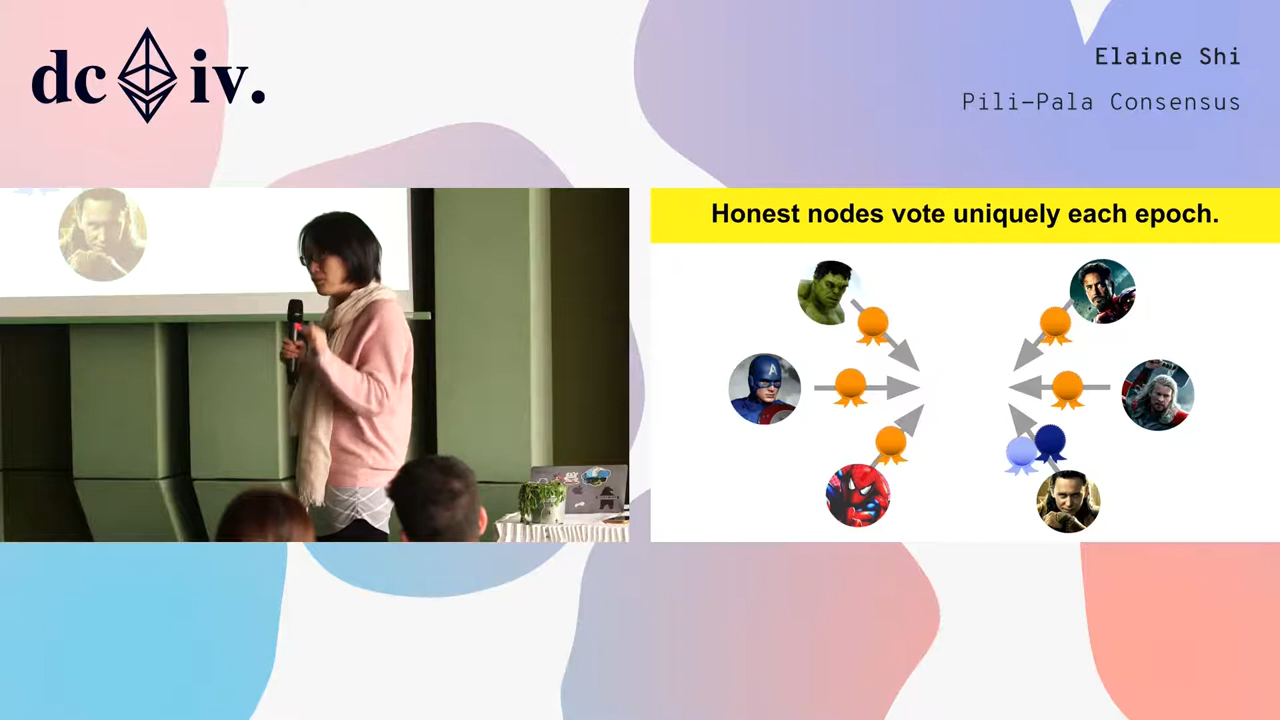 dc iv.
Elaine Shi
Pili-Pala Consensus
Honest nodes vote uniquely each epoch.
A